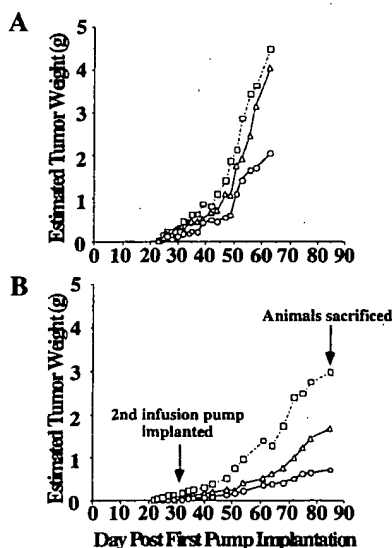 A
Estimated Tumor Weight (g)
5
4
3
2
1
0
0 10 20 30 40 50 60 70 80 90
B
Estimated Tumor Weight (g)
5
4
3
2
1
0
Animals sacrificed
2nd infusion pump
implanted
0 10 20 30 40 50 60 70 80 90
Day Post First Pump Implantation